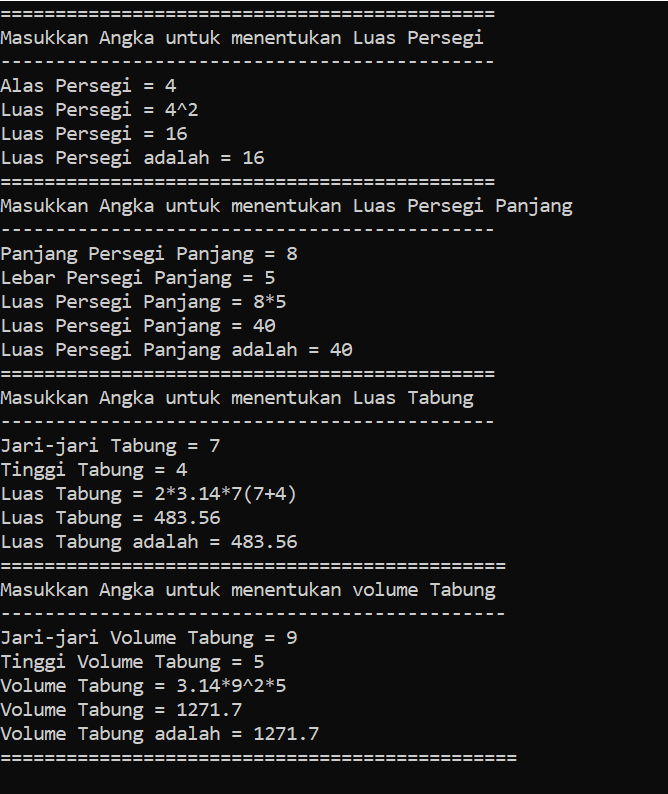 =============================================
Masukkan Angka untuk menentukan Luas Persegi
---------------------------------------------
Alas Persegi = 4
Luas Persegi = 4^2
Luas Persegi = 16
Luas Persegi adalah = 16
=============================================
Masukkan Angka untuk menentukan Luas Persegi Panjang
---------------------------------------------
Panjang Persegi Panjang = 8
Lebar Persegi Panjang = 5
Luas Persegi Panjang = 8*5
Luas Persegi Panjang = 40
Luas Persegi Panjang adalah = 40
=============================================
Masukkan Angka untuk menentukan Luas Tabung
---------------------------------------------
Jari-jari Tabung = 7
Tinggi Tabung = 4
Luas Tabung = 2*3.14*7(7+4)
Luas Tabung = 483.56
Luas Tabung adalah = 483.56
==============================================
Masukkan Angka untuk menentukan volume Tabung
----------------------------------------------
Jari-jari Volume Tabung = 9
Tinggi Volume Tabung = 5
Volume Tabung = 3.14*9^2*5
Volume Tabung = 1271.7
Volume Tabung adalah = 1271.7
===============================================